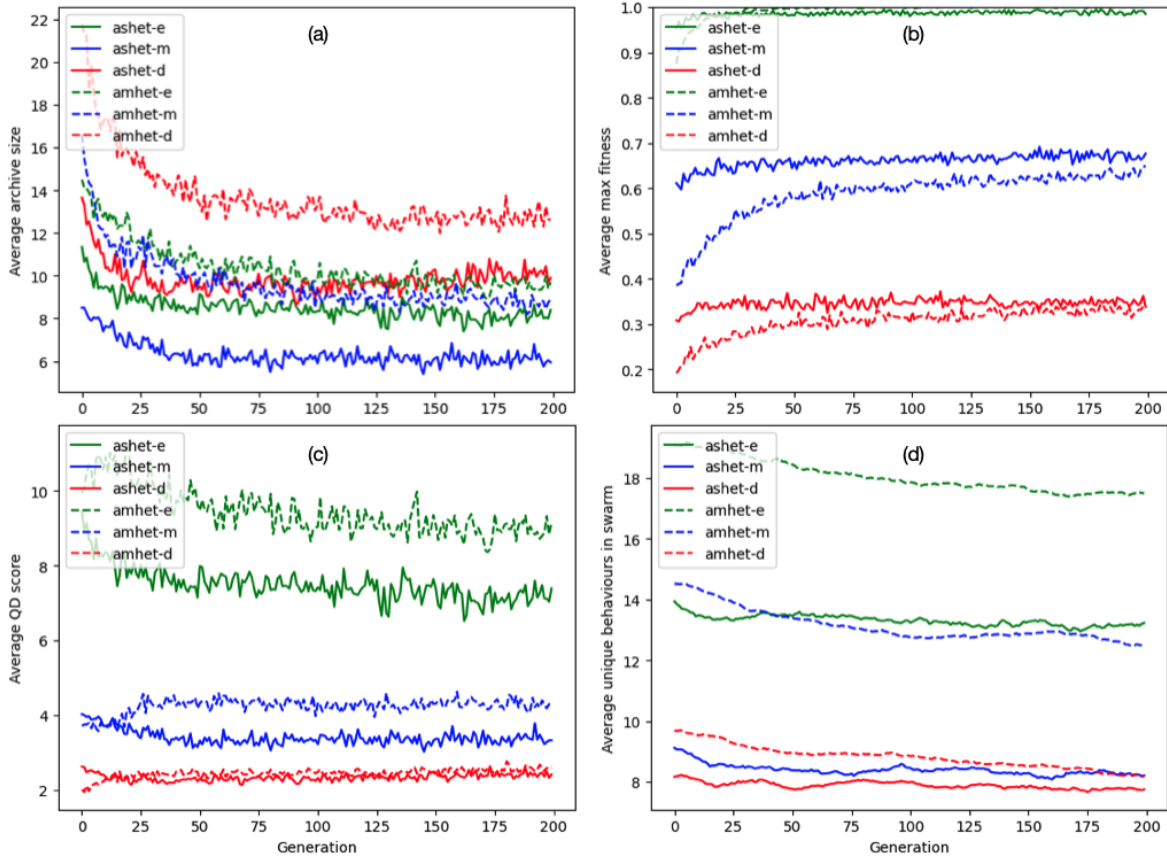 (a)
ashet-e
ashet-m
ashet-d
amhet-e
amhet-m
amhet-d
Average archive size
22
20
18
16
14
12
10
8
6
0 25 50 75 100 125 150 175 200
(b)
ashet-e
ashet-m
ashet-d
amhet-e
amhet-m
amhet-d
Average max fitness
1.0
0.9
0.8
0.7
0.6
0.5
0.4
0.3
0.2
0 25 50 75 100 125 150 175 200
(c)
ashet-e
ashet-m
ashet-d
amhet-e
amhet-m
amhet-d
Average QD score
10
8
6
4
2
0 25 50 75 100 125 150 175 200
Generation
(d)
ashet-e
ashet-m
ashet-d
amhet-e
amhet-m
amhet-d
Average unique behaviours in swarm
18
16
14
12
10
8
0 25 50 75 100 125 150 175 200
Generation